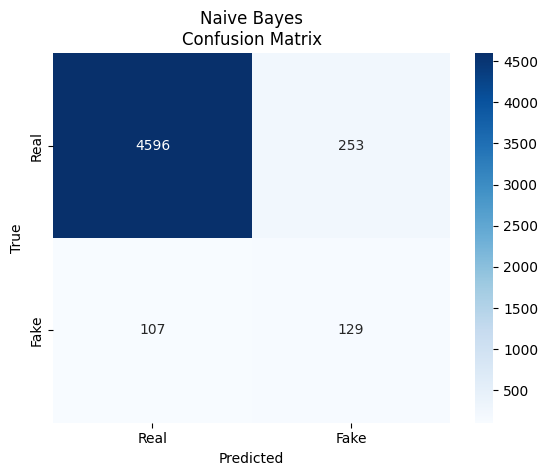 Naive Bayes
Confusion Matrix
Real
4596
253
Fake
107
129
True
Real
Fake
Predicted
4500
4000
3500
3000
2500
2000
1500
1000
500